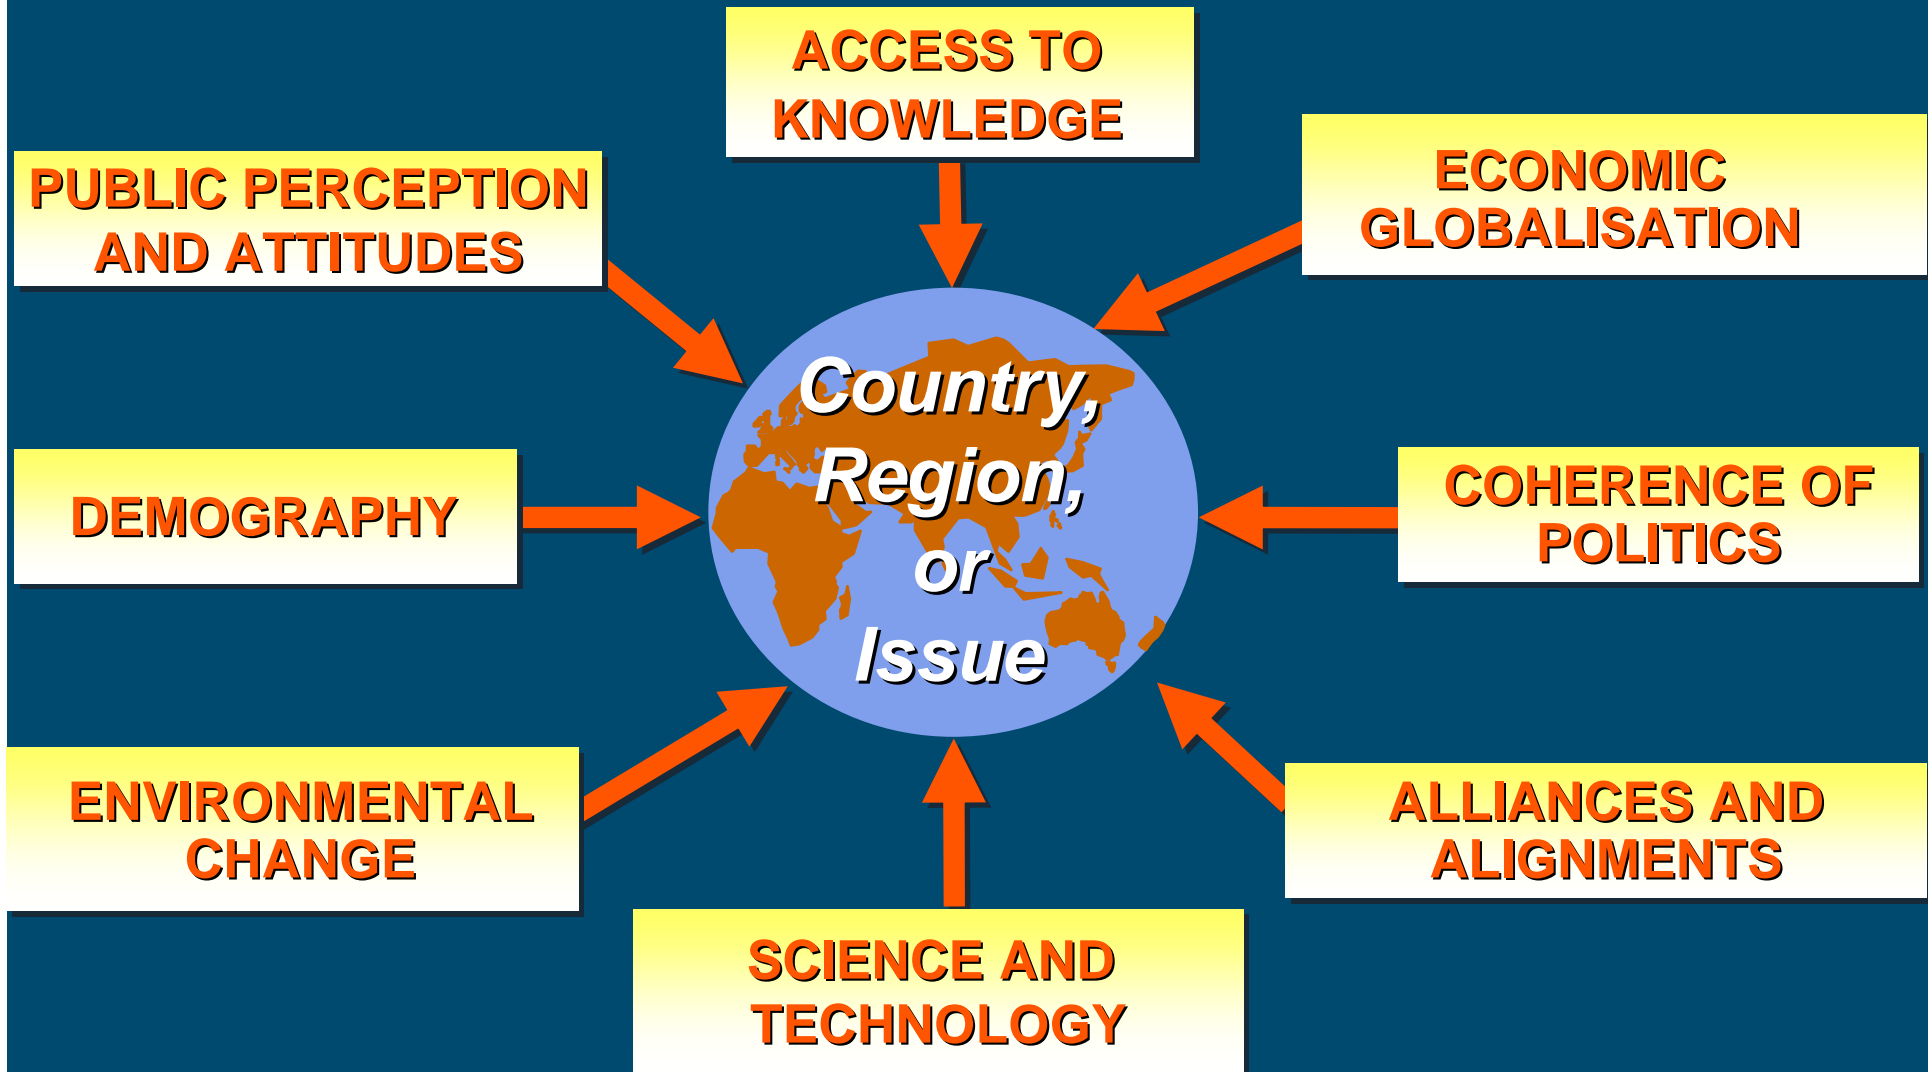 ACCESS TO
KNOWLEDGE
ECONOMIC
GLOBALISATION
PUBLIC PERCEPTION
AND ATTITUDES
Country,
Region,
or
Issue
DEMOGRAPHY
COHERENCE OF
POLITICS
ENVIRONMENTAL
CHANGE
ALLIANCES AND
ALIGNMENTS
SCIENCE AND
TECHNOLOGY